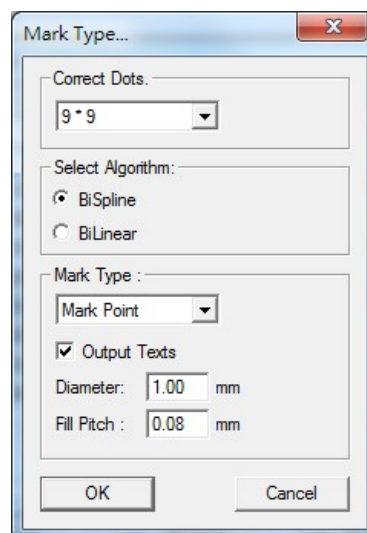 Mark Type...
Correct Dots.
9 * 9
Select Algorithm:
BiSpline
BiLinear
Mark Type :
Mark Point
Output Texts
Diameter: 1.00 mm
Fill Pitch : 0.08 mm
OK Cancel